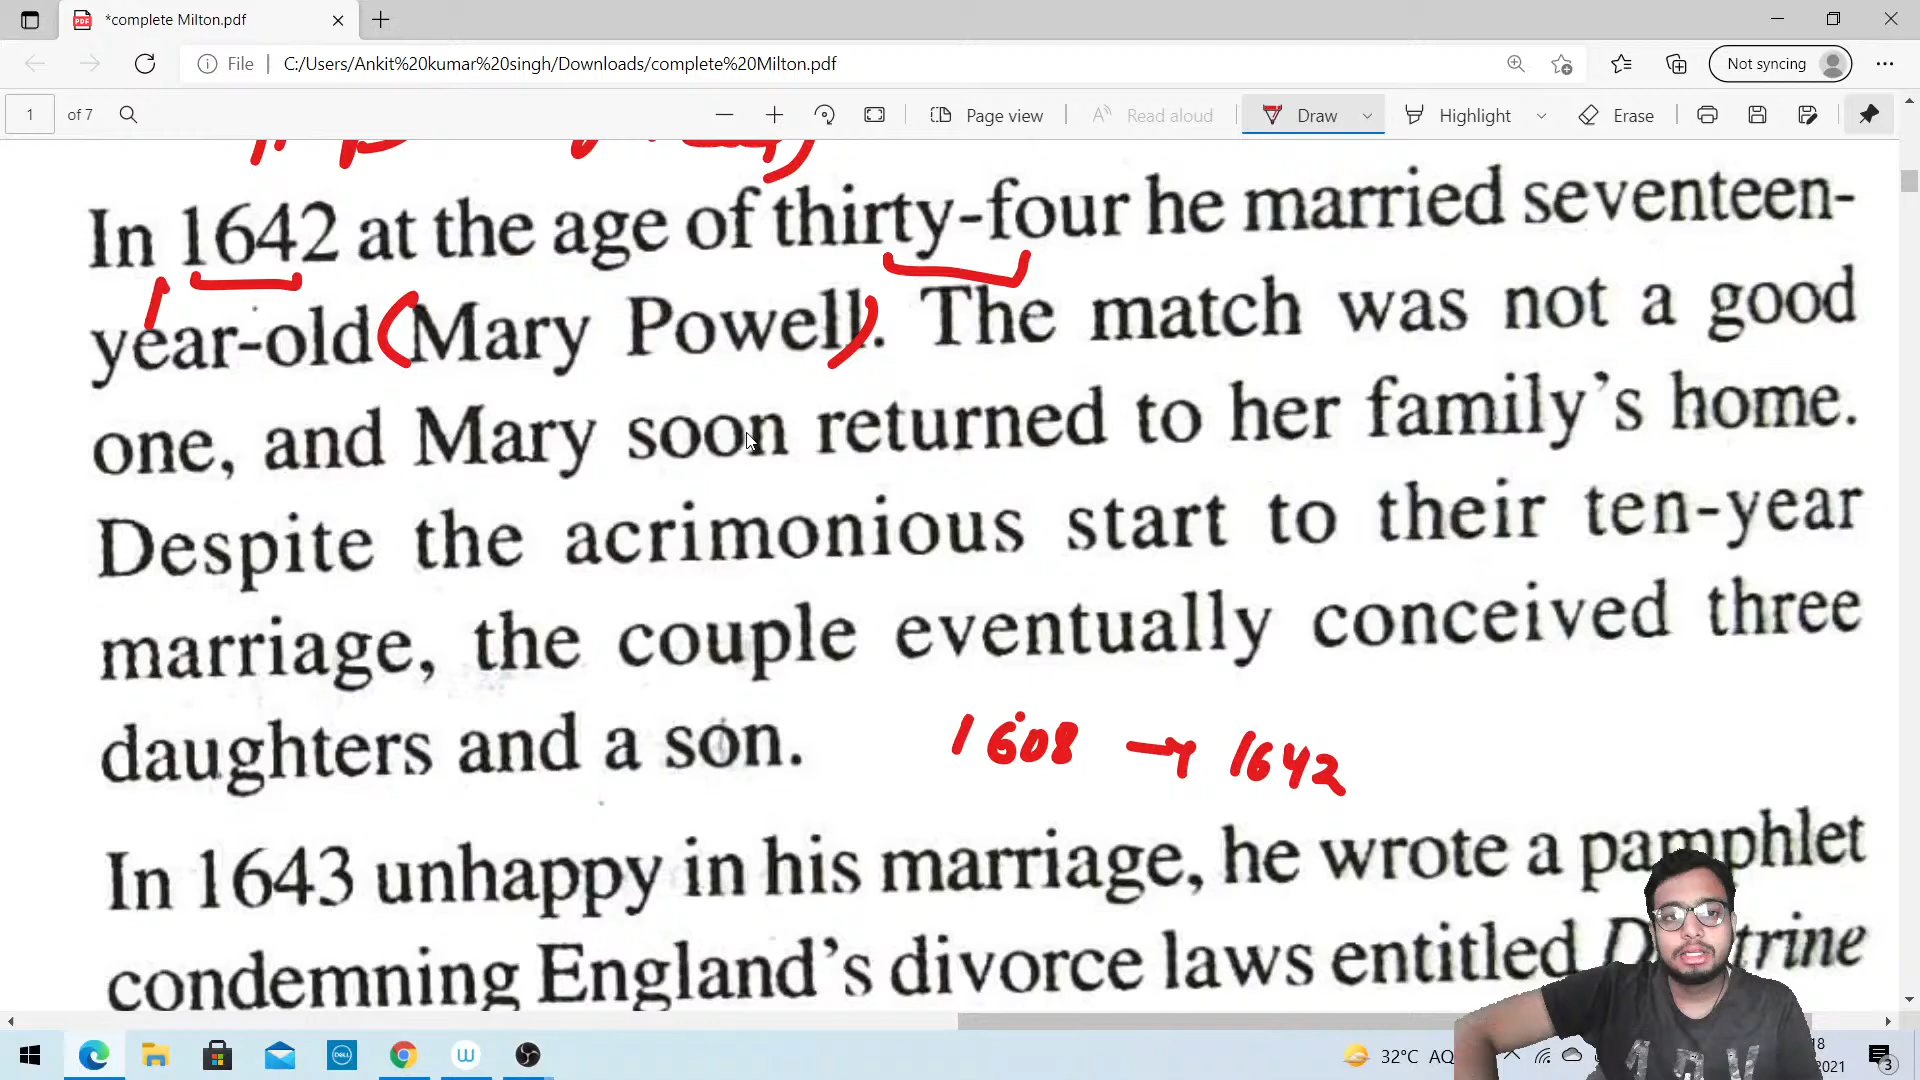 *complete Milton.pdf
File C:/Users/Ankit%20kumar%20singh/Downloads/complete%20Milton.pdf Not syncing
1 of 7 Page view Read aloud Draw Highlight Erase
In 1642 at the age of thirty-four he married seventeen-
year-old (Mary Powell). The match was not a good
one, and Mary soon returned to her family's home.
Despite the acrimonious start to their ten-year
marriage, the couple eventually conceived three
daughters and a son.
1608 → 1642
In 1643 unhappy in his marriage, he wrote a pamphlet
condemning England's divorce laws entitled
32°C AQ
18
2021
3